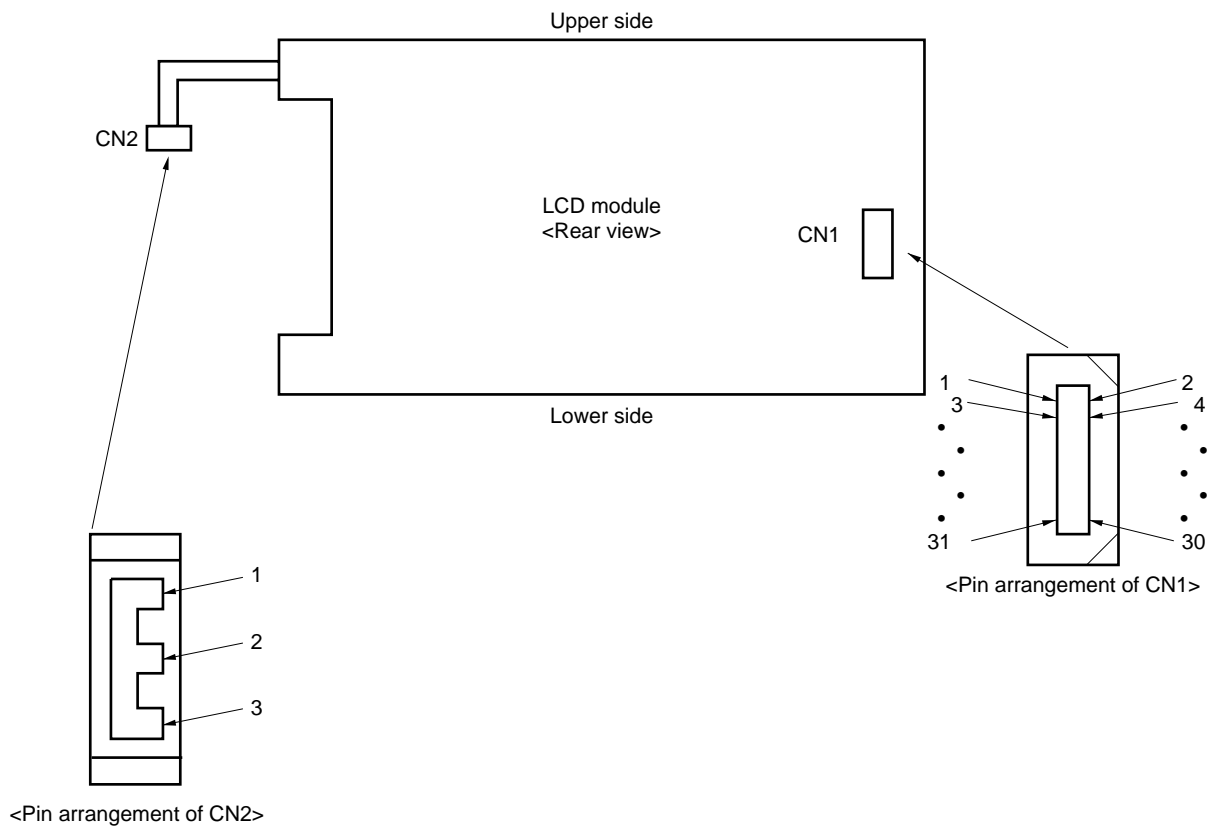 Upper side
CN2
LCD module
<Rear view>
CN1
Lower side
1
2
3
4
31
30
<Pin arrangement of CN1>
1
2
3
<Pin arrangement of CN2>